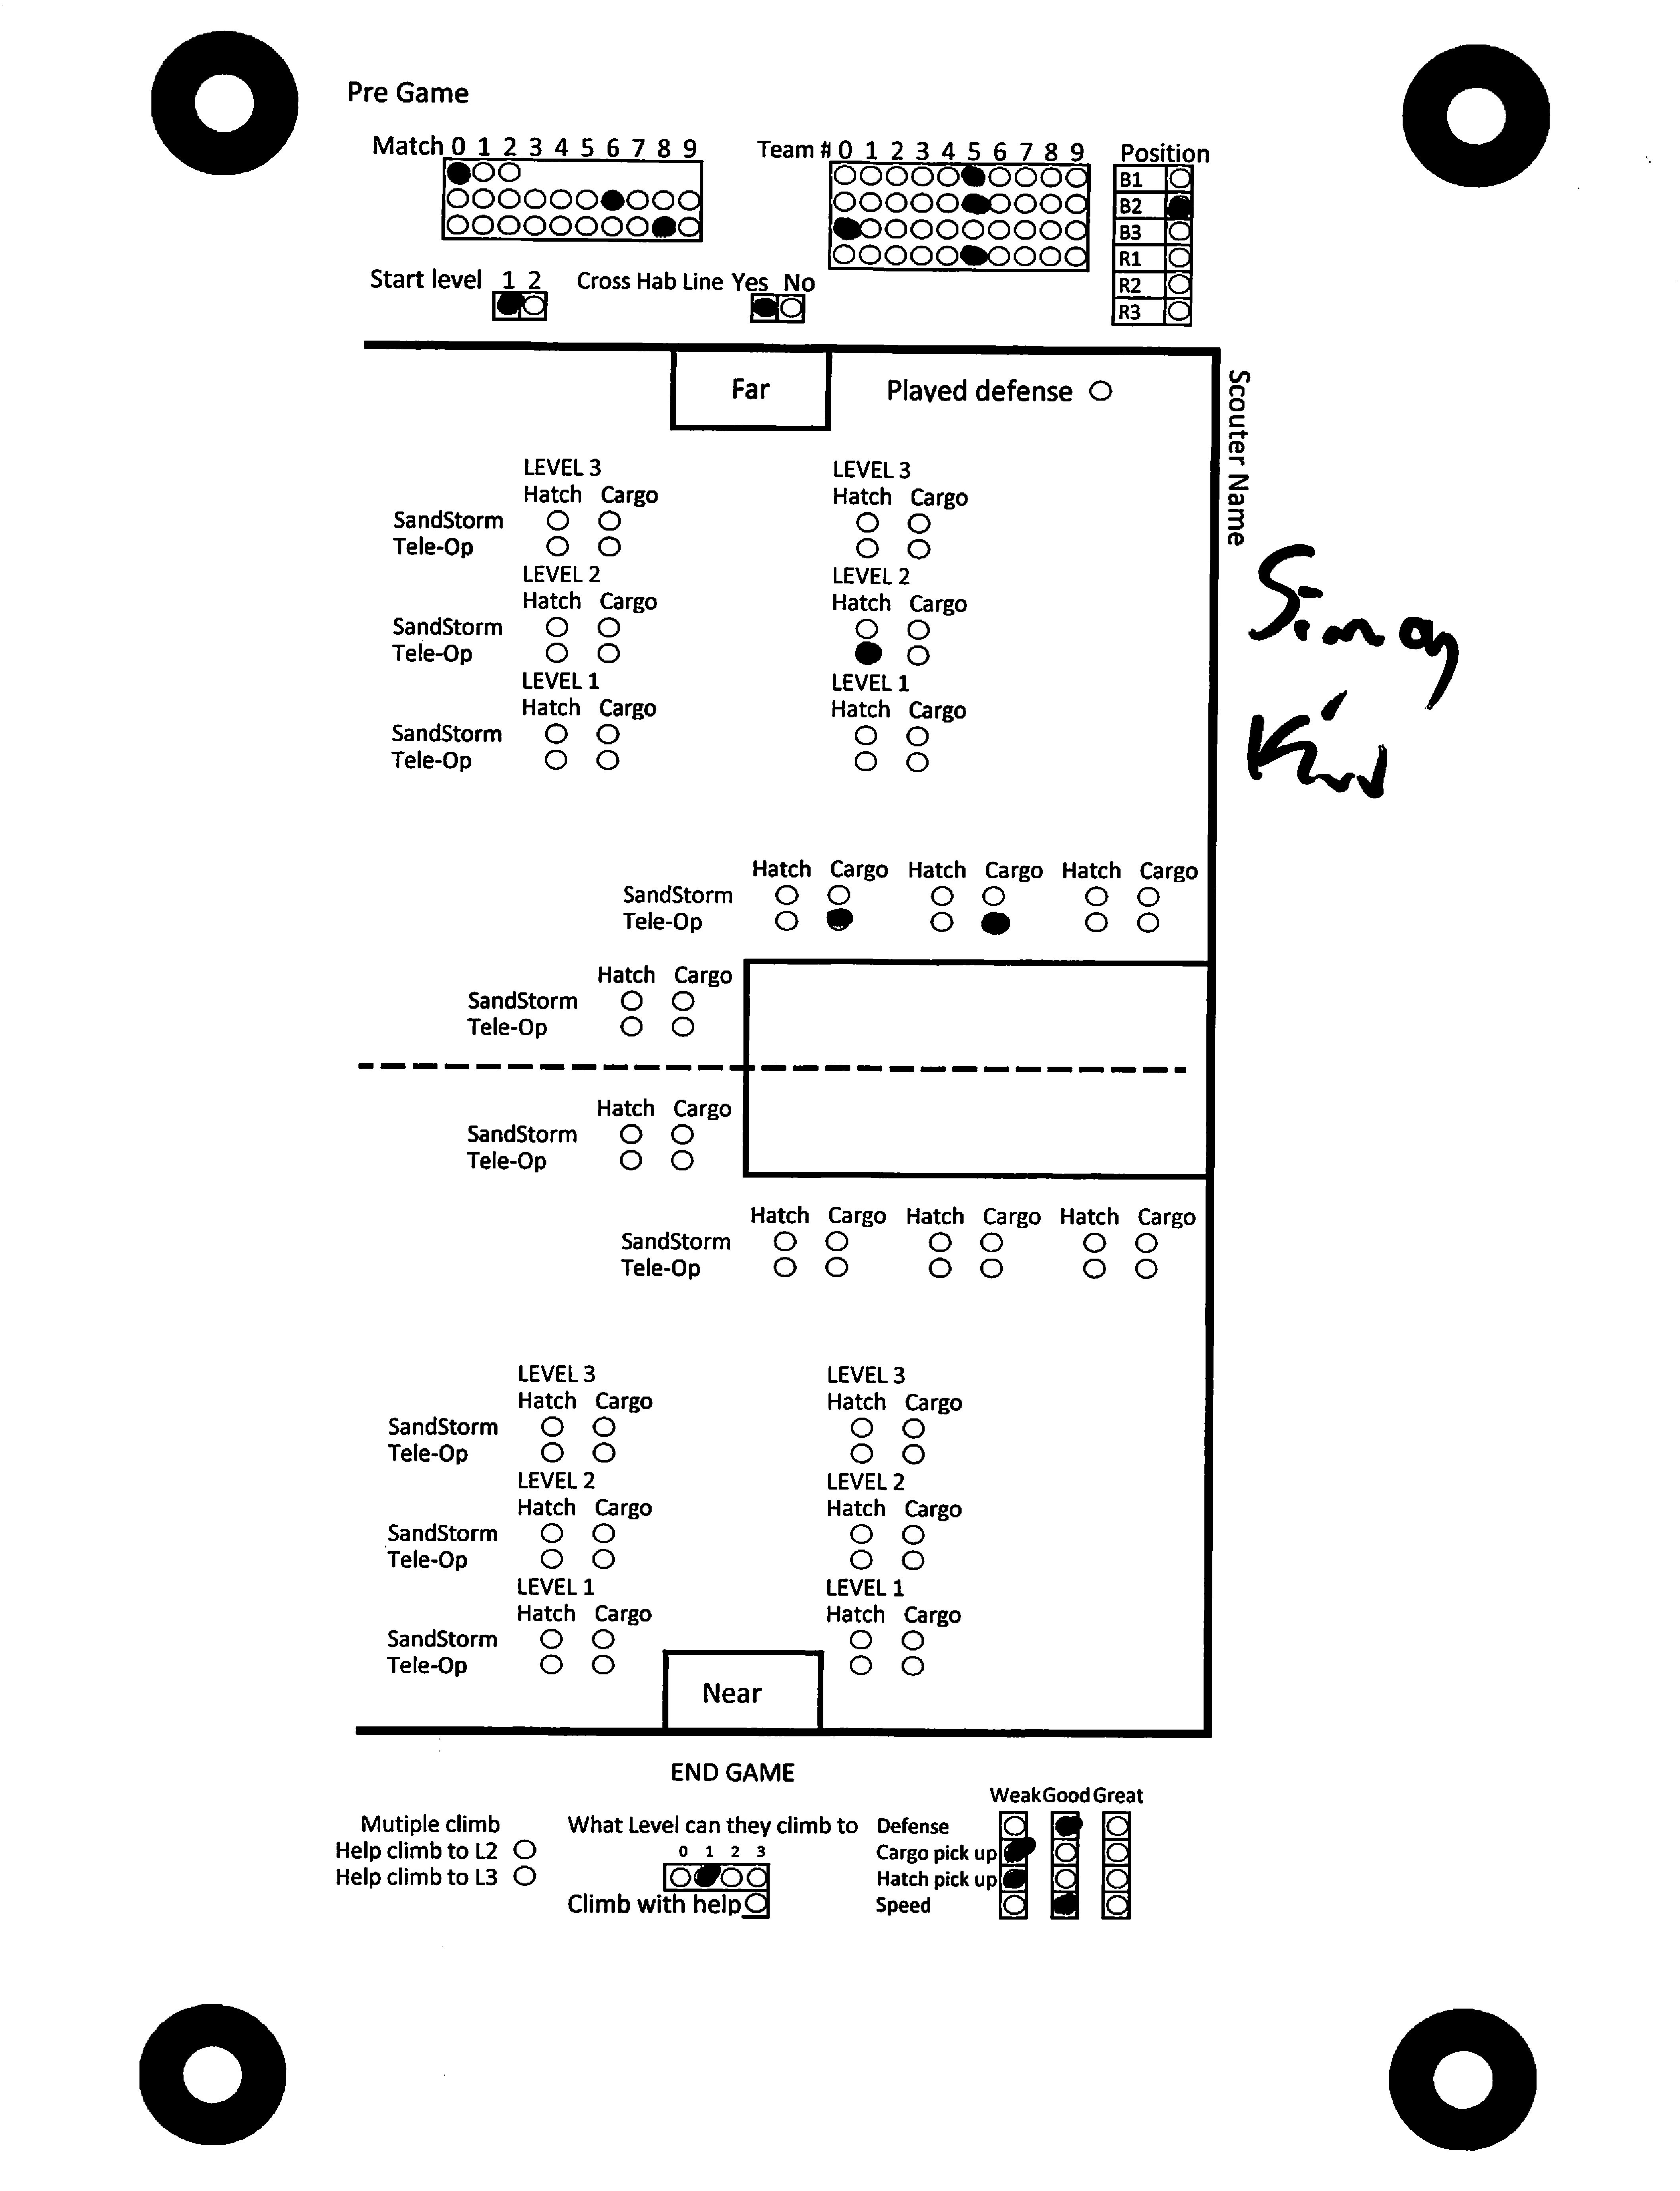 Pre Game
Match 0 1 2 3 4 5 6 7 8 9
Team # 0 1 2 3 4 5 6 7 8 9
Position
B1
B2
B3
R1
R2
R3
Start level 1 2
Cross Hab Line Yes No
Far
Played defense
Scouter Name
Simon
LEVEL 3 LEVEL 3
Hatch Cargo Hatch Cargo
SandStorm
Tele-Op
LEVEL 2 LEVEL 2
Hatch Cargo Hatch Cargo
SandStorm
Tele-Op
LEVEL 1 LEVEL 1
Hatch Cargo Hatch Cargo
SandStorm
Tele-Op
Hatch Cargo Hatch Cargo Hatch Cargo
SandStorm
Tele-Op
Hatch Cargo
SandStorm
Tele-Op
Hatch Cargo
SandStorm
Tele-Op
Hatch Cargo Hatch Cargo Hatch Cargo
SandStorm
Tele-Op
LEVEL 3 LEVEL 3
Hatch Cargo Hatch Cargo
SandStorm
Tele-Op
LEVEL 2 LEVEL 2
Hatch Cargo Hatch Cargo
SandStorm
Tele-Op
LEVEL 1 LEVEL 1
Hatch Cargo Hatch Cargo
SandStorm
Tele-Op
Near
END GAME
Mutiple climb
Help climb to L2
Help climb to L3
What Level can they climb to
0 1 2 3
Climb with help
Weak Good Great
Defense
Cargo pick up
Hatch pick up
Speed